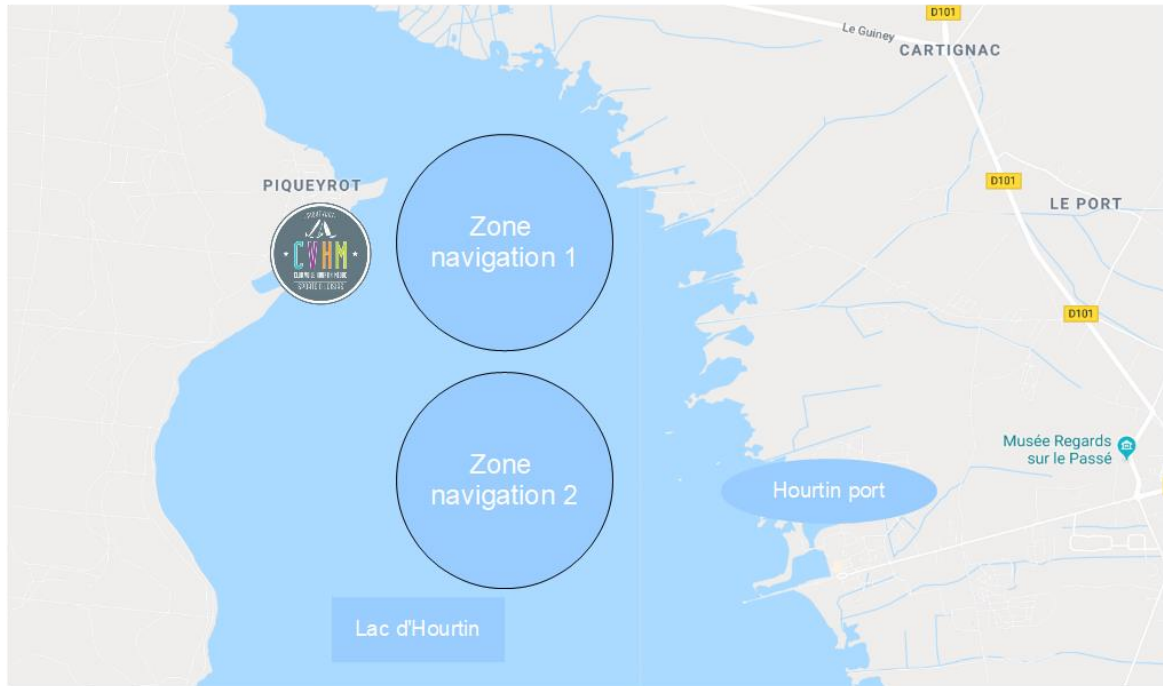 D101
Le Guiney
CARTIGNAC
D101
LE PORT
PIQUEYROT
CVHM
Zone
navigation 1
D101
Musée Regards
sur le Passé
Zone
navigation 2
Hourtin port
Lac d'Hourtin